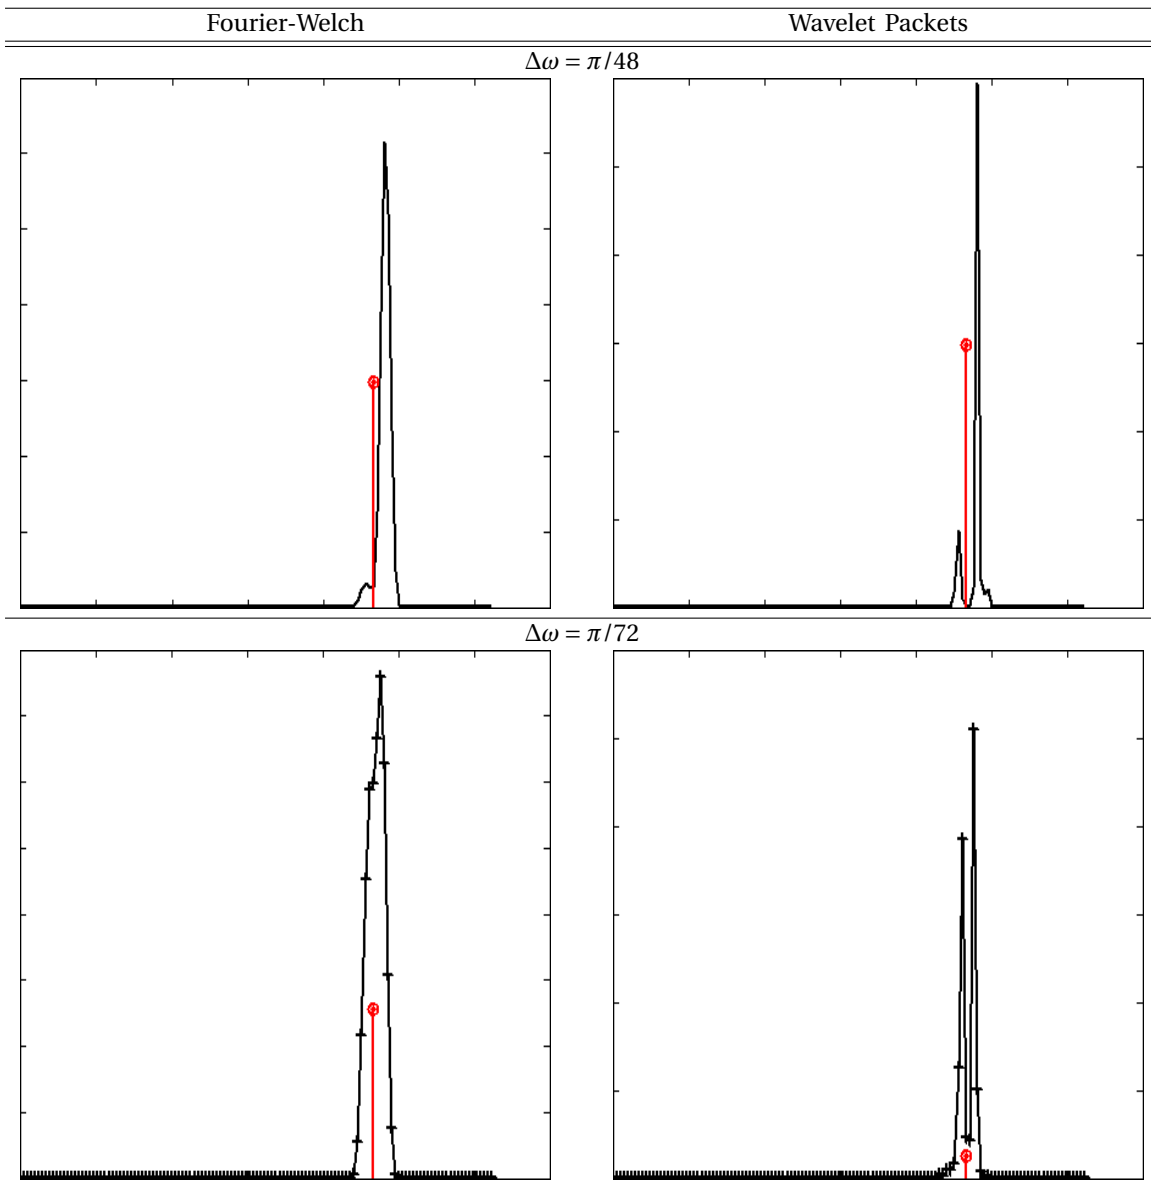 Fourier-Welch Wavelet Packets
Δω = π/48
Δω = π/72